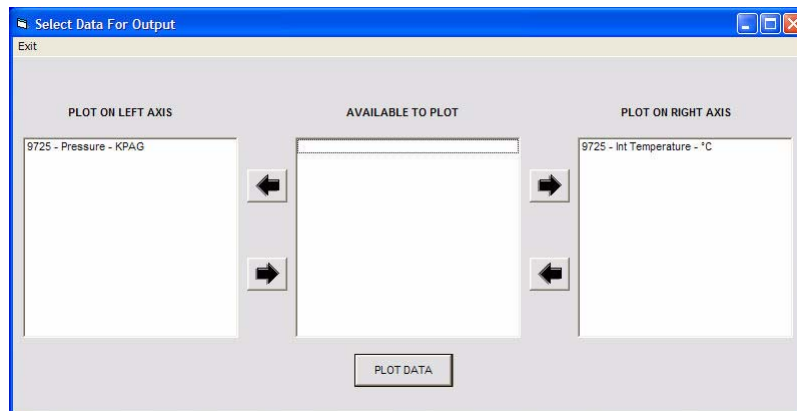 Select Data For Output
Exit
PLOT ON LEFT AXIS
AVAILABLE TO PLOT
PLOT ON RIGHT AXIS
9725 - Pressure - KPAG
9725 - Int Temperature - °C
PLOT DATA